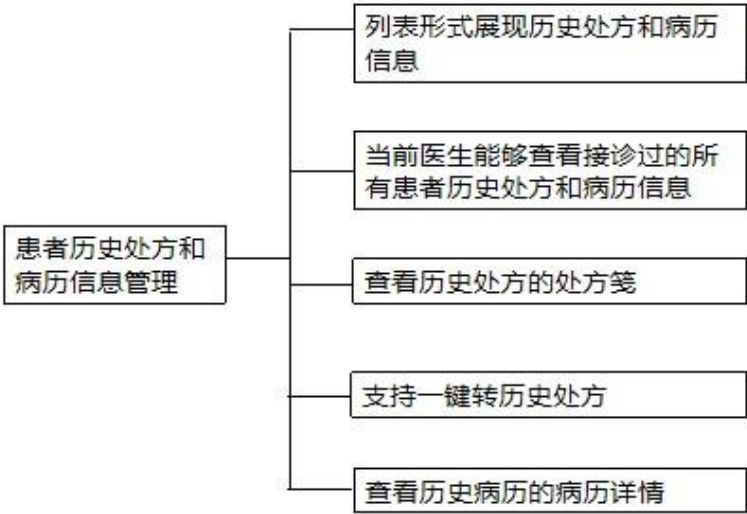 列表形式展现历史处方和病历
信息
当前医生能够查看接诊过的所
有患者历史处方和病历信息
患者历史处方和
病历信息管理
查看历史处方的处方笺
支持一键转历史处方
查看历史病历的病历详情